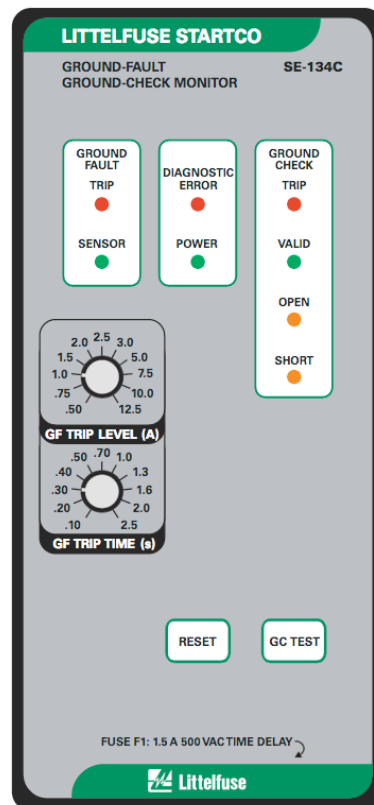 LITTELFUSE STARTCO
GROUND-FAULT SE-134C
GROUND-CHECK MONITOR
GROUND
FAULT
TRIP
SENSOR
DIAGNOSTIC
ERROR
POWER
GROUND
CHECK
TRIP
VALID
OPEN
SHORT
2.0 2.5 3.0
1.5 5.0
1.0 7.5
.75 10.0
.50 12.5
GF TRIP LEVEL (A)
.50 .70 1.0
.40 1.3
.30 1.6
.20 2.0
.10 2.5
GF TRIP TIME (s)
RESET
GC TEST
FUSE F1: 1.5 A 500 VAC TIME DELAY
Littelfuse